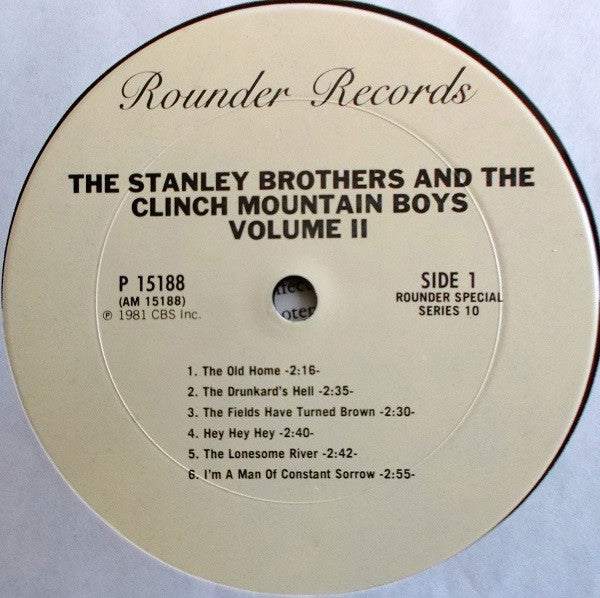 Rounder Records
THE STANLEY BROTHERS AND THE
CLINCH MOUNTAIN BOYS
VOLUME II
P 15188
(AM 15188)
℗ 1981 CBS Inc.
SIDE 1
ROUNDER SPECIAL
SERIES 10
1. The Old Home -2:16-
2. The Drunkard's Hell -2:35-
3. The Fields Have Turned Brown -2:30-
4. Hey Hey Hey -2:40-
5. The Lonesome River -2:42-
6. I'm A Man Of Constant Sorrow -2:55-